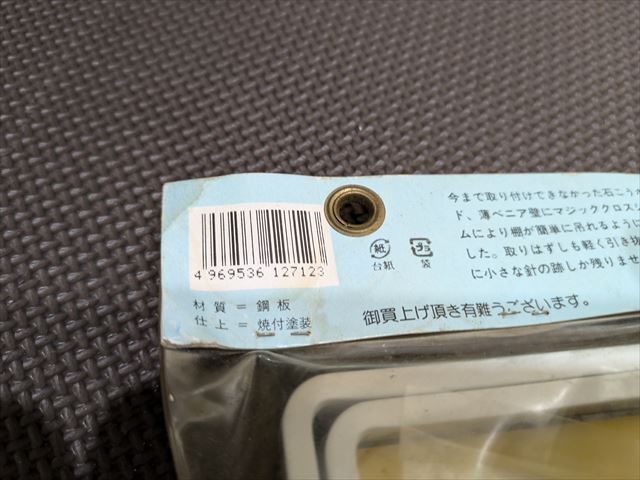 4 969536 127123
材質＝鋼板
仕上＝焼付塗装
紙
台紙
プラ
袋
今まで取り付けできなかった石こうボ
ド、薄ベニア壁にマジッククロスシ
ムにより棚が簡単に吊れるように
した。取りはずしも軽く引き
に小さな針の跡しか残りませ
御買上げ頂き有難うございます。